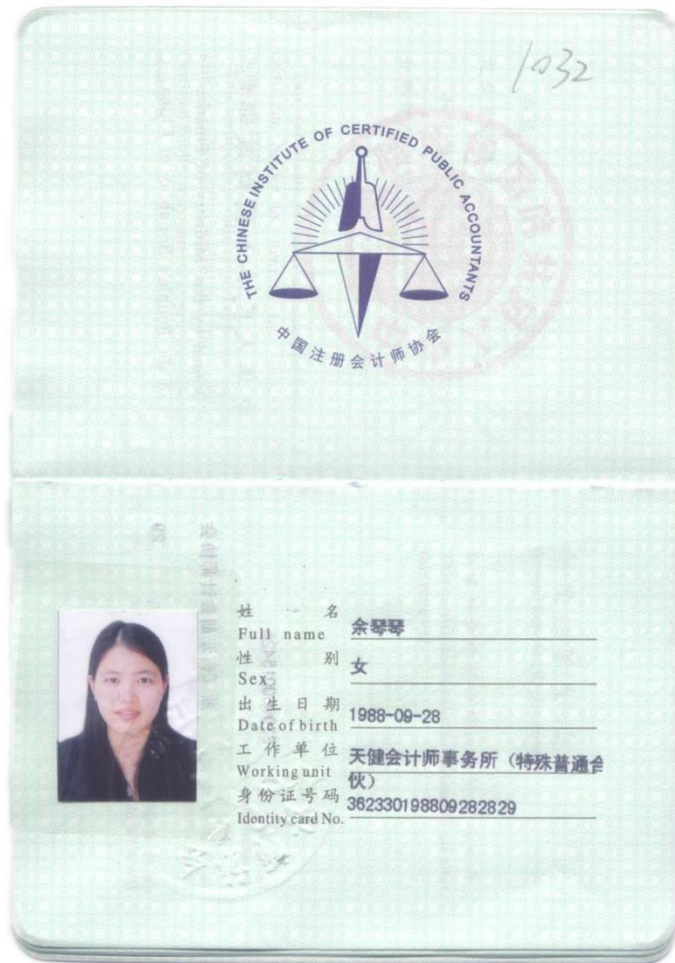 1032
THE CHINESE INSTITUTE OF CERTIFIED PUBLIC ACCOUNTANTS
中国注册会计师协会
姓 名 余琴琴
Full name
性 别 女
Sex
出生日期 1988-09-28
Date of birth
工作单位 天健会计师事务所（特殊普通合
Working unit 伙）
身份证号码 362330198809282829
Identity card No.